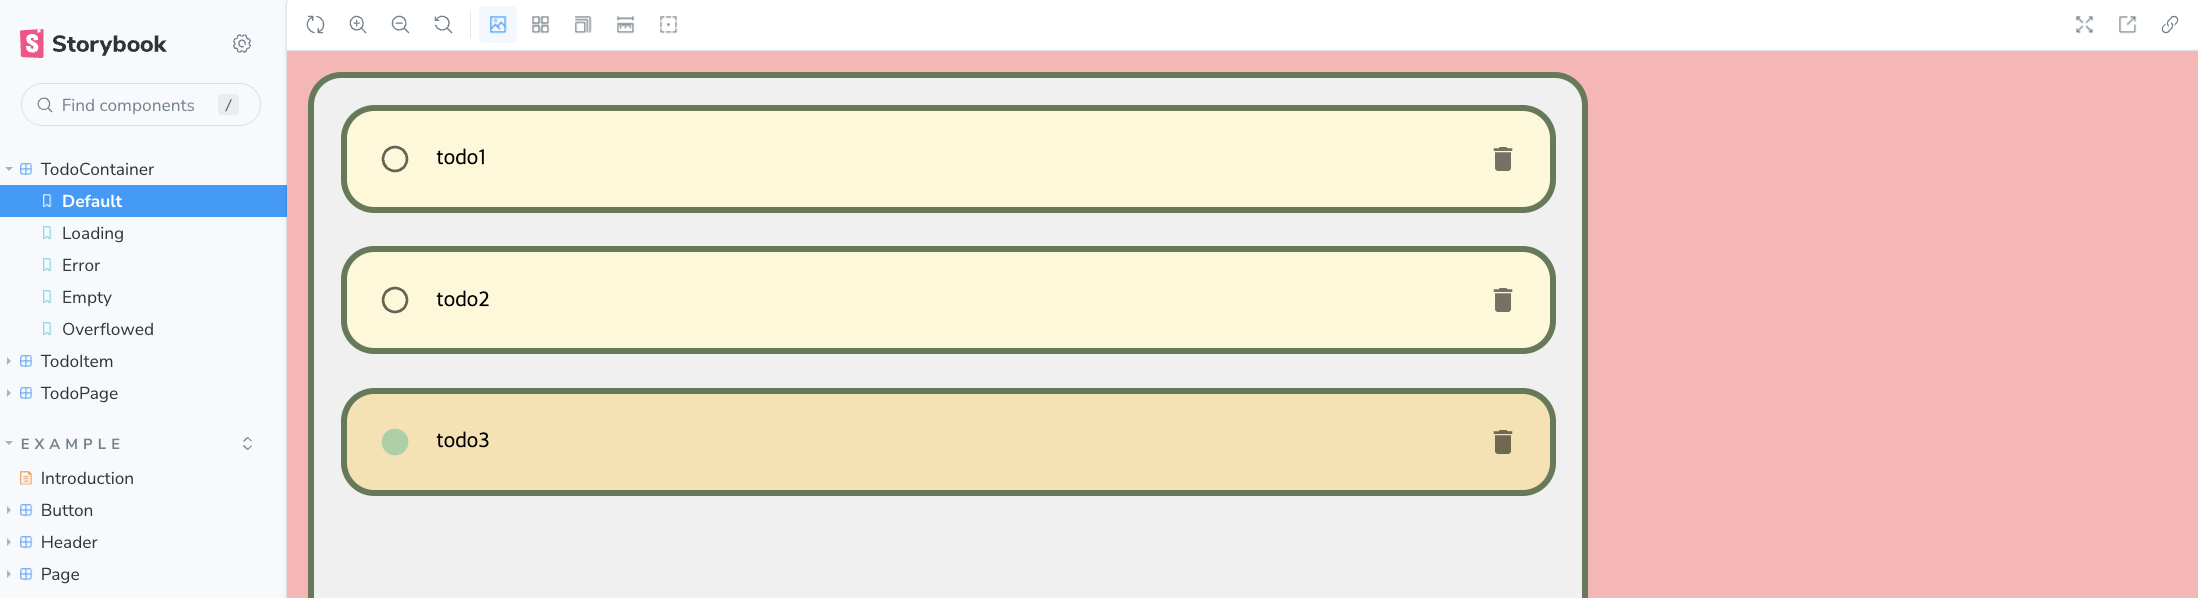 Storybook
Find components /
TodoContainer
Default
Loading
Error
Empty
Overflowed
TodoItem
TodoPage
EXAMPLE
Introduction
Button
Header
Page
todo1
todo2
todo3